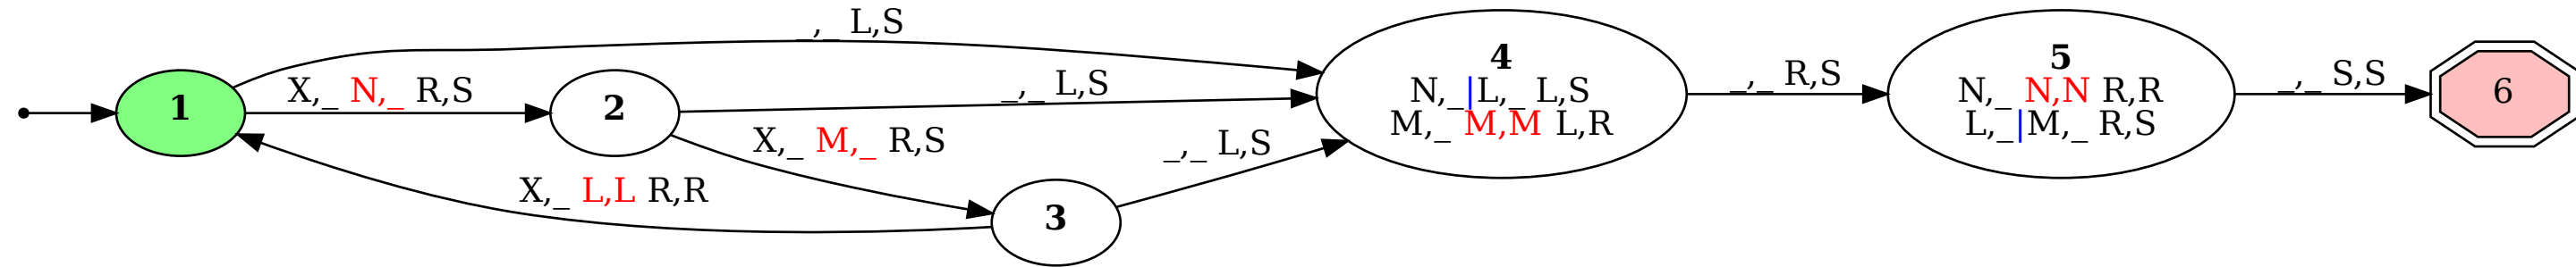 _,_ L,S
X,_ N,_ R,S
_,_ L,S
X,_ M,_ R,S
X,_ L,L R,R
_,_ L,S
_,_ R,S
_,_ S,S
1
2
3
4
N,_|L,_ L,S
M,_ M,M L,R
5
N,_ N,N R,R
L,_|M,_ R,S
6